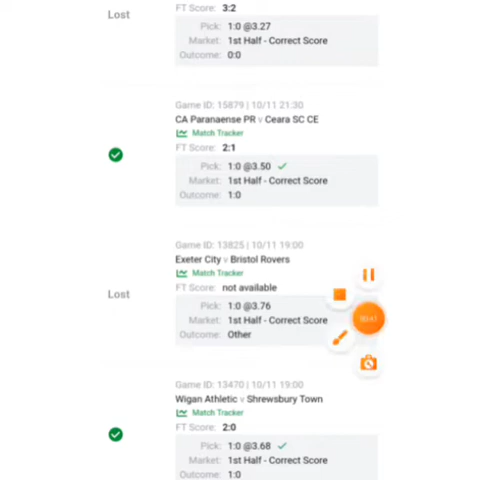 FT Score: 3:2
Lost
Pick: 1:0 @3.27
Market: 1st Half - Correct Score
Outcome: 0:0
Game ID: 15879 | 10/11 21:30
CA Paranaense PR v Ceara SC CE
Match Tracker
FT Score: 2:1
Pick: 1:0 @3.50
Market: 1st Half - Correct Score
Outcome: 1:0
Game ID: 13825 | 10/11 19:00
Exeter City v Bristol Rovers
Match Tracker
FT Score: not available
Lost
Pick: 1:0 @3.76
Market: 1st Half - Correct Score
Outcome: Other
Game ID: 13470 | 10/11 19:00
Wigan Athletic v Shrewsbury Town
Match Tracker
FT Score: 2:0
Pick: 1:0 @3.68
Market: 1st Half - Correct Score
Outcome: 1:0